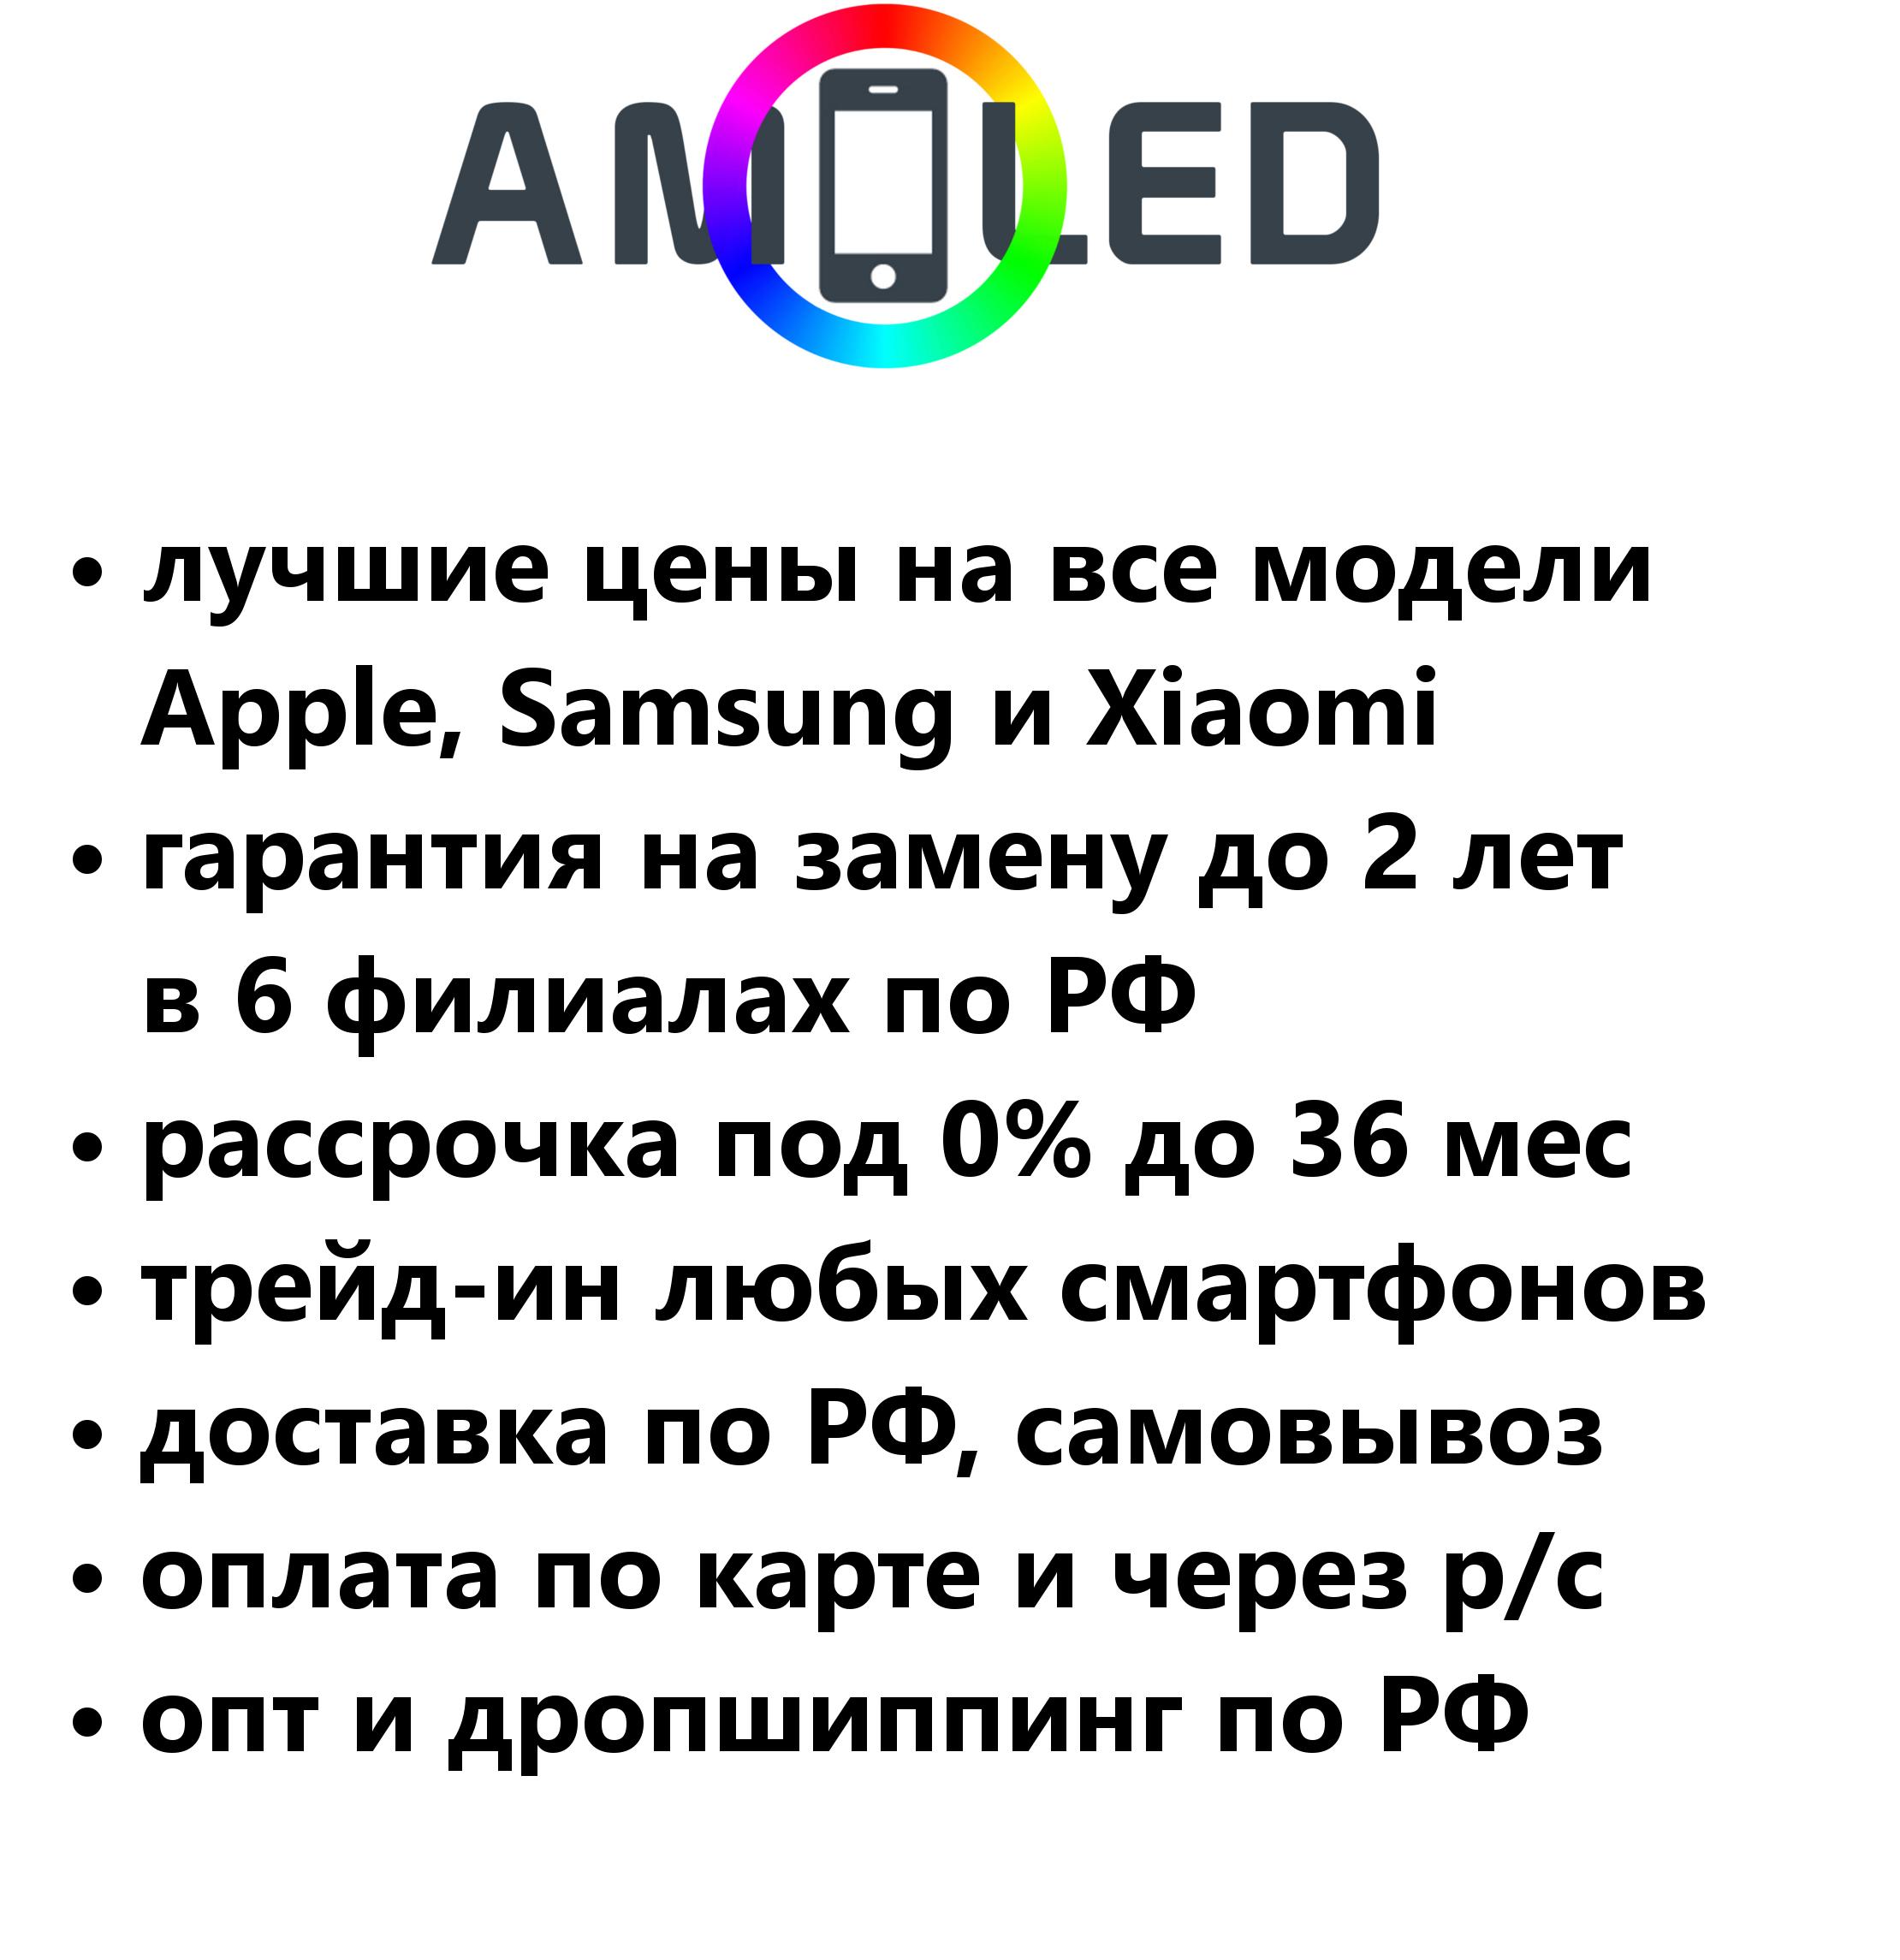 AMOLED
• лучшие цены на все модели
Apple, Samsung и Xiaomi
• гарантия на замену до 2 лет
в 6 филиалах по РФ
• рассрочка под 0% до 36 мес
• трейд-ин любых смартфонов
• доставка по РФ, самовывоз
• оплата по карте и через р/с
• опт и дропшиппинг по РФ